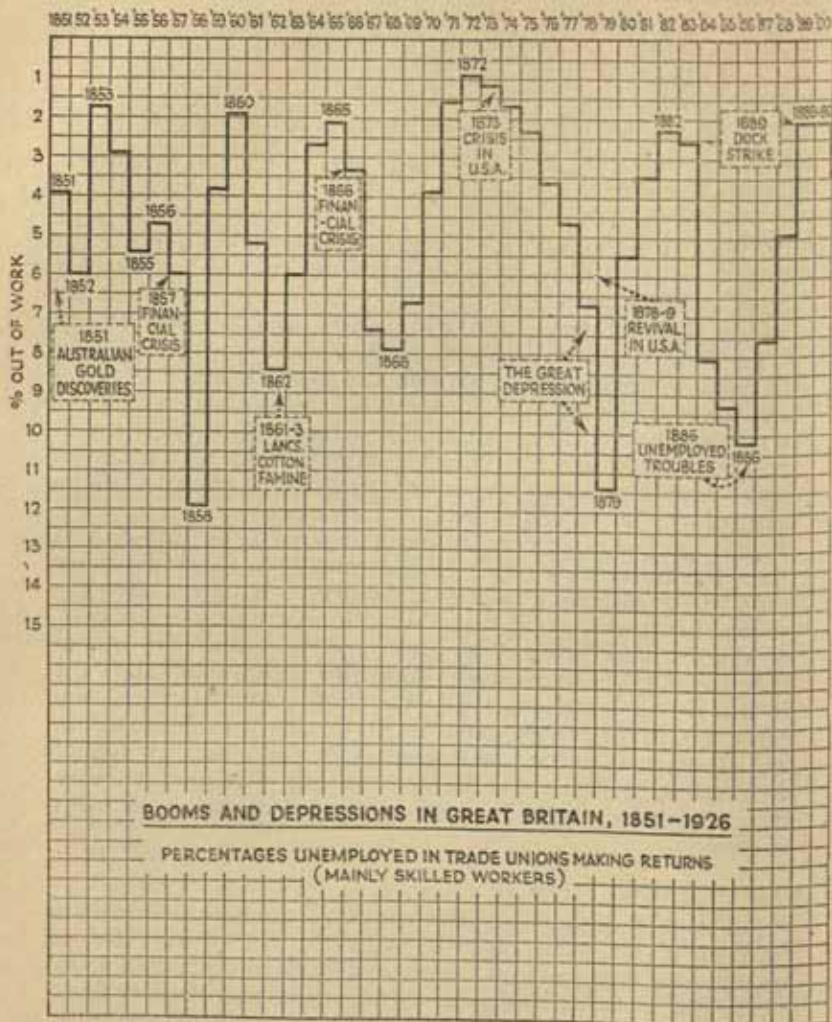 1851 52 '53 '54 '55 '56 '57 '58 '59 '60 '61 '62 '63 '64 '65 '66 '67 '68 '69 '70 '71 '72 '73 '74 '75 '76 '77 '78 '79 '80 '81 '82 '83 '84 '85 '86 '87 '88 '89 '90
% OUT OF WORK
1
2
3
4
5
6
7
8
9
10
11
12
13
14
15
1851
1852
1853
1855
1856
1857
FINAN
CIAL
CRISIS
1851
AUSTRALIAN
GOLD
DISCOVERIES
1858
1860
1862
1861-3
LANCS.
COTTON
FAMINE
1865
1866
FINAN
-CIAL
CRISIS
1868
1872
1873
CRISIS
IN
U.S.A.
THE GREAT
DEPRESSION
1879
1878-9
REVIVAL
IN U.S.A.
1882
1886
UNEMPLOYED
TROUBLES
1886
1889
DOCK
STRIKE
BOOMS AND DEPRESSIONS IN GREAT BRITAIN, 1851-1926
PERCENTAGES UNEMPLOYED IN TRADE UNIONS MAKING RETURNS
(MAINLY SKILLED WORKERS)